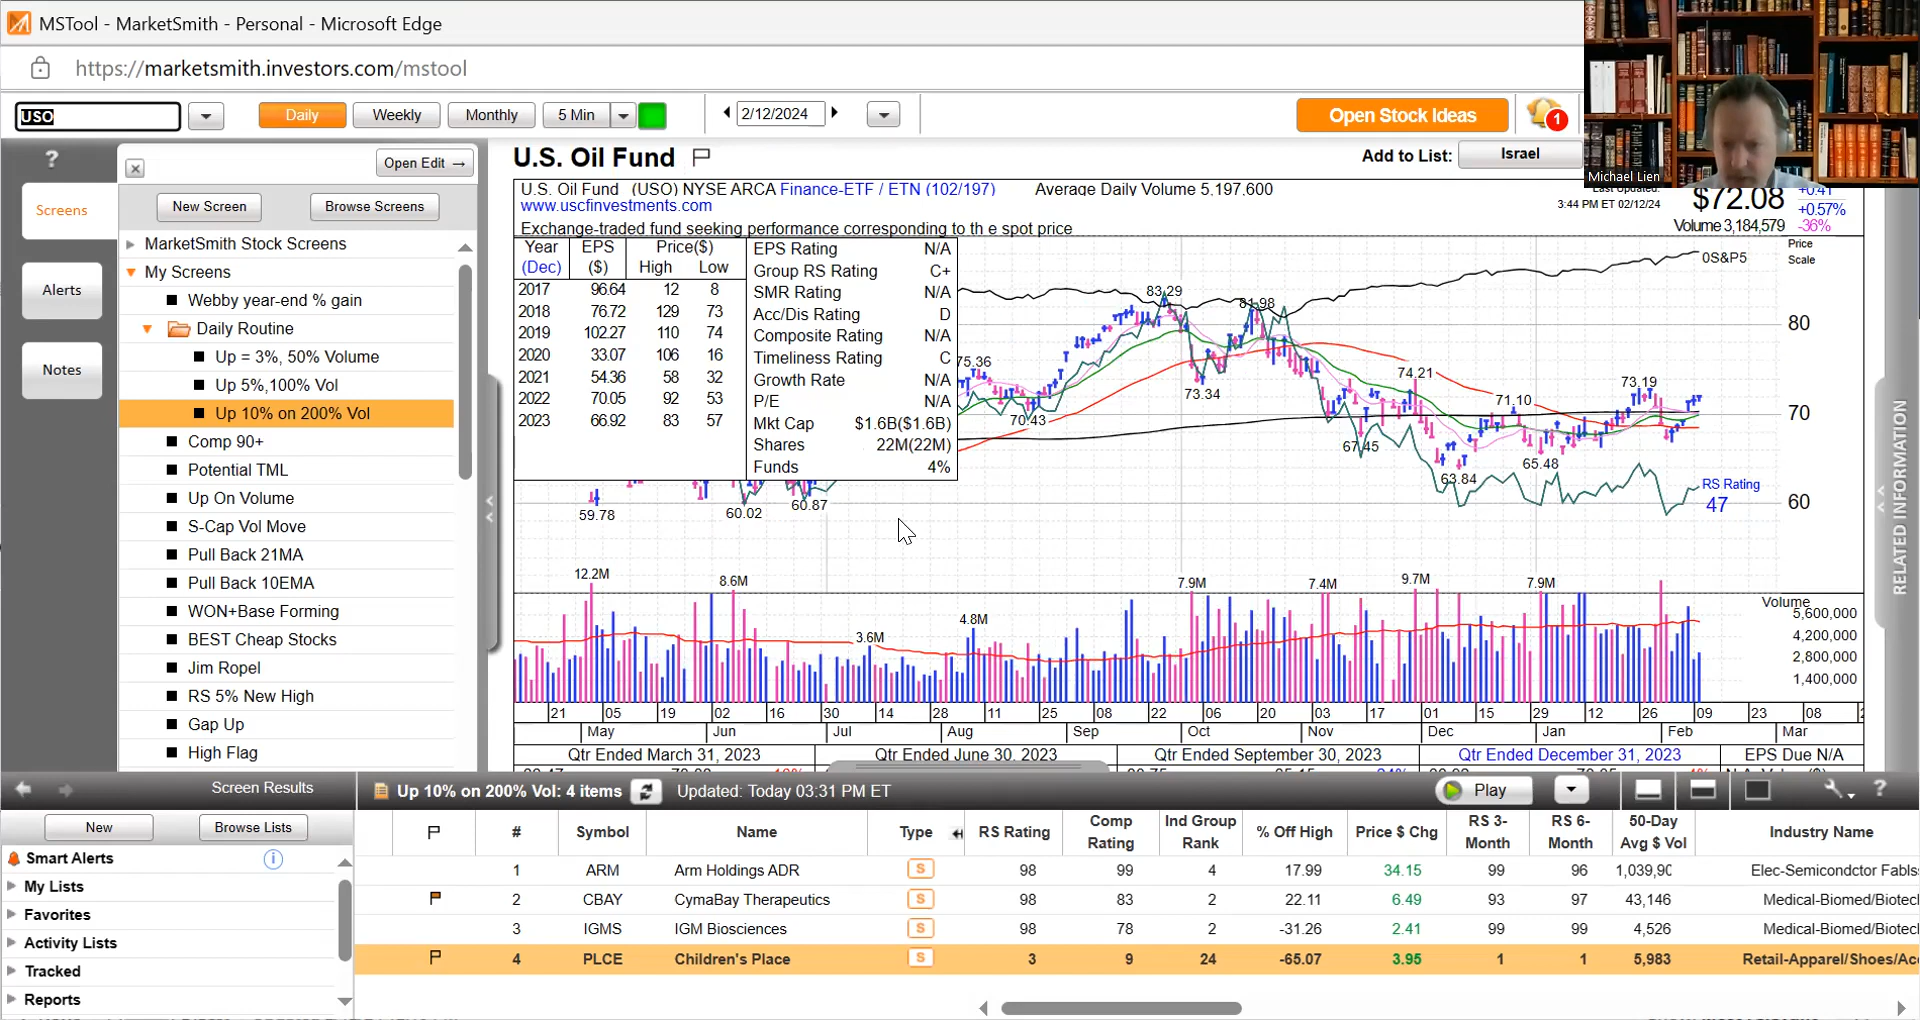 MSTool - MarketSmith - Personal - Microsoft Edge
https://marketsmith.investors.com/mstool
USO
Daily
Weekly
Monthly
5 Min
2/12/2024
Open Stock Ideas
1
Michael Lien
?
Screens
Alerts
Notes
Open Edit →
New Screen
Browse Screens
MarketSmith Stock Screens
My Screens
Webby year-end % gain
Daily Routine
Up = 3%, 50% Volume
Up 5%,100% Vol
Up 10% on 200% Vol
Comp 90+
Potential TML
Up On Volume
S-Cap Vol Move
Pull Back 21MA
Pull Back 10EMA
WON+Base Forming
BEST Cheap Stocks
Jim Ropel
RS 5% New High
Gap Up
High Flag
U.S. Oil Fund
Add to List:
Israel
U.S. Oil Fund (USO) NYSE ARCA Finance-ETF / ETN (102/197) Average Daily Volume 5,197,600
www.uscfinvestments.com
Exchange-traded fund seeking performance corresponding to th e spot price
Last Updated:
3:44 PM ET 02/12/24
$72.08
+0.41
+0.57%
Volume 3,184,579 -36%
Year EPS Price($)
(Dec) ($) High Low
2017 96.64 12 8
2018 76.72 129 73
2019 102.27 110 74
2020 33.07 106 16
2021 54.36 58 32
2022 70.05 92 53
2023 66.92 83 57
EPS Rating N/A
Group RS Rating C+
SMR Rating N/A
Acc/Dis Rating D
Composite Rating N/A
Timeliness Rating C
Growth Rate N/A
P/E N/A
Mkt Cap $1.6B($1.6B)
Shares 22M(22M)
Funds 4%
Price
Scale
0S&P5
83.29
81.98
80
75.36
73.34
74.21
73.19
71.10
70
70.43
67.45
65.48
63.84
RS Rating
47
60
59.78
60.02
60.87
12.2M
8.6M
3.6M
4.8M
7.9M
7.4M
9.7M
7.9M
Volume
5,600,000
4,200,000
2,800,000
1,400,000
21 05 19 02 16 30 14 28 11 25 08 22 06 20 03 17 01 15 29 12 26 09 23 08
May Jun Jul Aug Sep Oct Nov Dec Jan Feb Mar
Qtr Ended March 31, 2023 Qtr Ended June 30, 2023 Qtr Ended September 30, 2023 Qtr Ended December 31, 2023 EPS Due N/A
RELATED INFORMATION
Screen Results
Up 10% on 200% Vol: 4 items
Updated: Today 03:31 PM ET
Play
?
New
Browse Lists
Smart Alerts
i
My Lists
Favorites
Activity Lists
Tracked
Reports
# Symbol Name Type RS Rating Comp Rating Ind Group Rank % Off High Price $ Chg RS 3-Month RS 6-Month 50-Day Avg $ Vol Industry Name
1 ARM Arm Holdings ADR S 98 99 4 17.99 34.15 99 96 Elec-Semicondctor Fabls
2 CBAY CymaBay Therapeutics S 98 83 2 22.11 6.49 93 97 43,146 Medical-Biomed/Biotec
3 IGMS IGM Biosciences S 98 78 2 -31.26 2.41 99 99 4,526 Medical-Biomed/Biotec
4 PLCE Children's Place S 3 9 24 -65.07 3.95 1 1 5,983 Retail-Apparel/Shoes/Acc